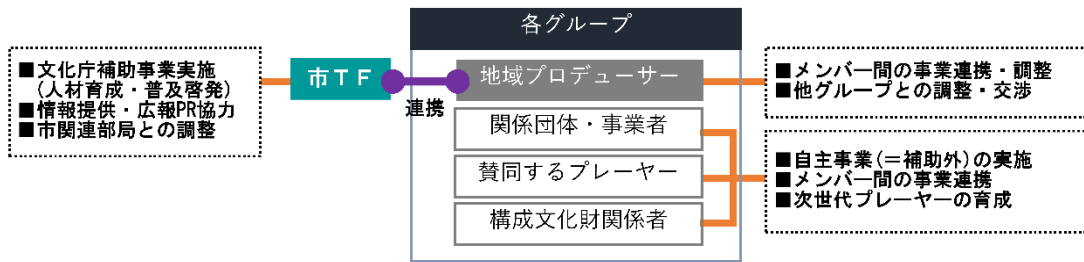 各グループ
■文化庁補助事業実施
(人材育成・普及啓発)
■情報提供・広報PR協力
■市関連部局との調整
市TF
連携
地域プロデューサー
関係団体・事業者
賛同するプレーヤー
構成文化財関係者
■メンバー間の事業連携・調整
■他グループとの調整・交渉
■自主事業(=補助外)の実施
■メンバー間の事業連携
■次世代プレーヤーの育成